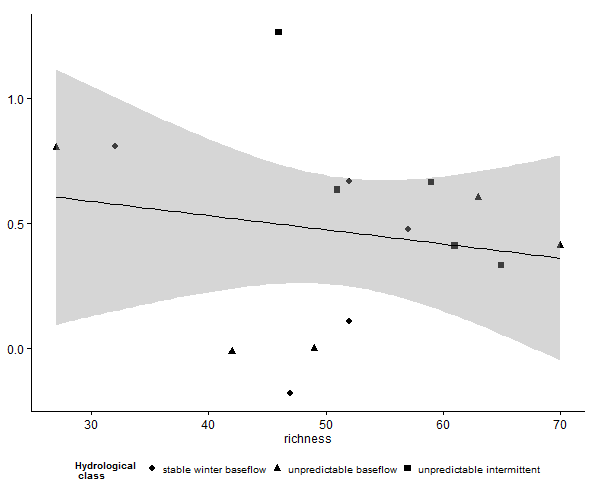 1.0
0.5
0.0
30 40 50 60 70
richness
Hydrological
class
stable winter baseflow unpredictable baseflow unpredictable intermittent